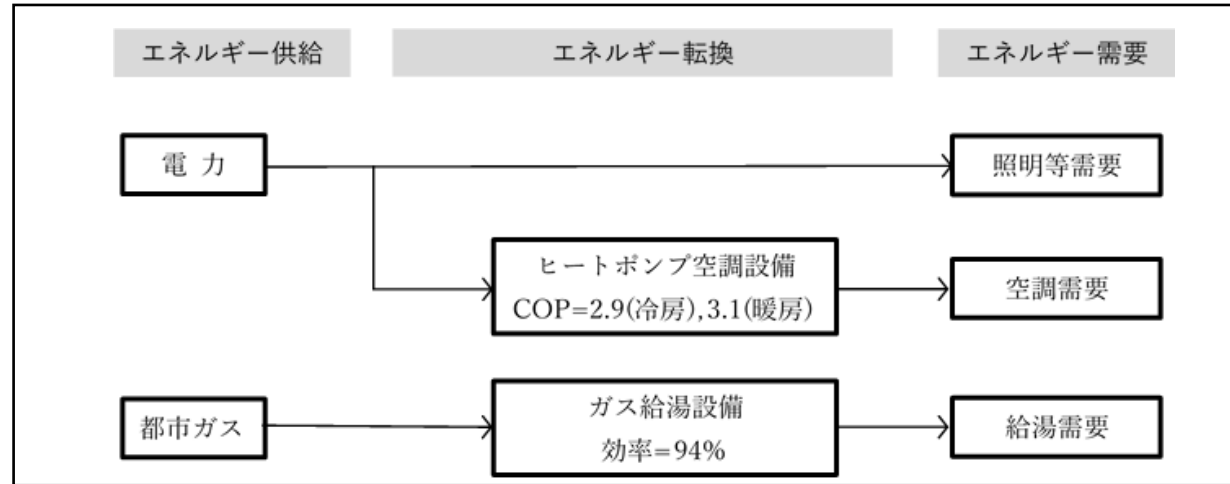 エネルギー供給
エネルギー転換
エネルギー需要
電 力
照明等需要
ヒートポンプ空調設備
COP=2.9(冷房),3.1(暖房)
空調需要
都市ガス
ガス給湯設備
効率=94%
給湯需要